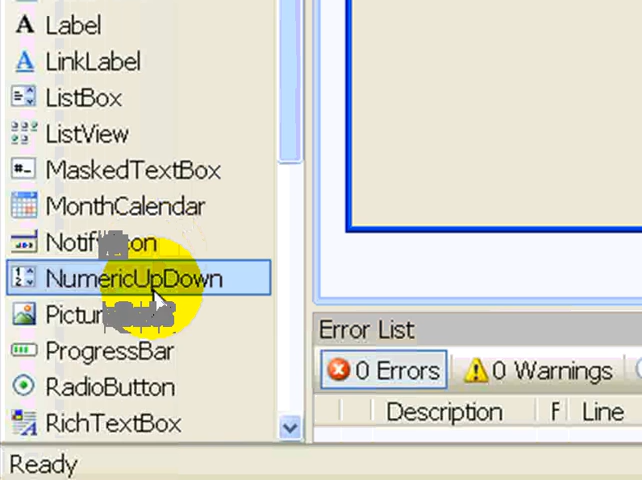 Label
LinkLabel
ListBox
ListView
MaskedTextBox
MonthCalendar
NumericUpDown
ProgressBar
RadioButton
RichTextBox
Error List
0 Errors
0 Warnings
Description
F
Line
Ready